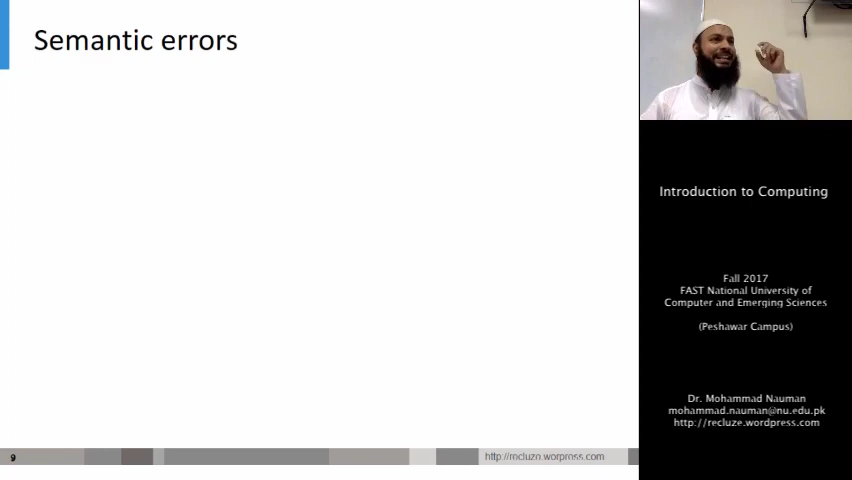 Semantic errors
9
http://recluze.worpress.com
Introduction to Computing
Fall 2017
FAST National University of
Computer and Emerging Sciences
(Peshawar Campus)
Dr. Mohammad Nauman
mohammad.nauman@nu.edu.pk
http://recluze.wordpress.com